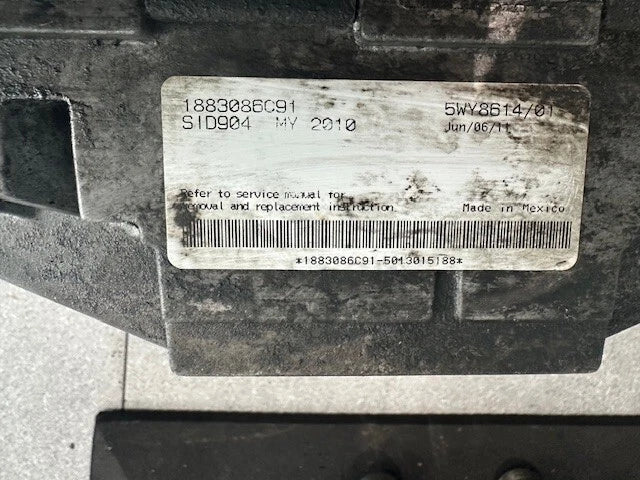 1883086C91
5WY8614/01
SID904 MY 2010
Jun/06/11
Refer to service manual for
removal and replacement instruction
Made in Mexico
*1883086C91-5013015188*